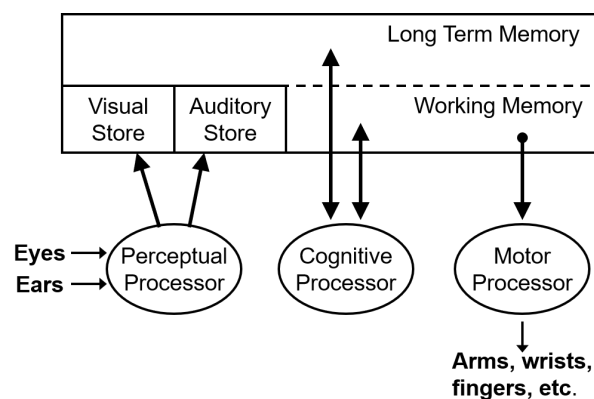 Long Term Memory
Visual
Store
Auditory
Store
Working Memory
Eyes
Ears
Perceptual
Processor
Cognitive
Processor
Motor
Processor
Arms, wrists,
fingers, etc.